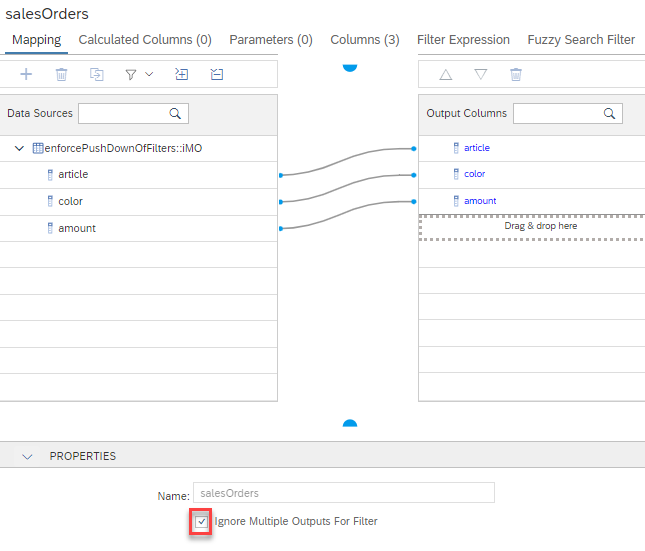 salesOrders
Mapping Calculated Columns (0) Parameters (0) Columns (3) Filter Expression Fuzzy Search Filter
Data Sources Output Columns
enforcePushDownOfFilters::iMO article
article color
color amount
amount Drag & drop here
PROPERTIES
Name: salesOrders
Ignore Multiple Outputs For Filter